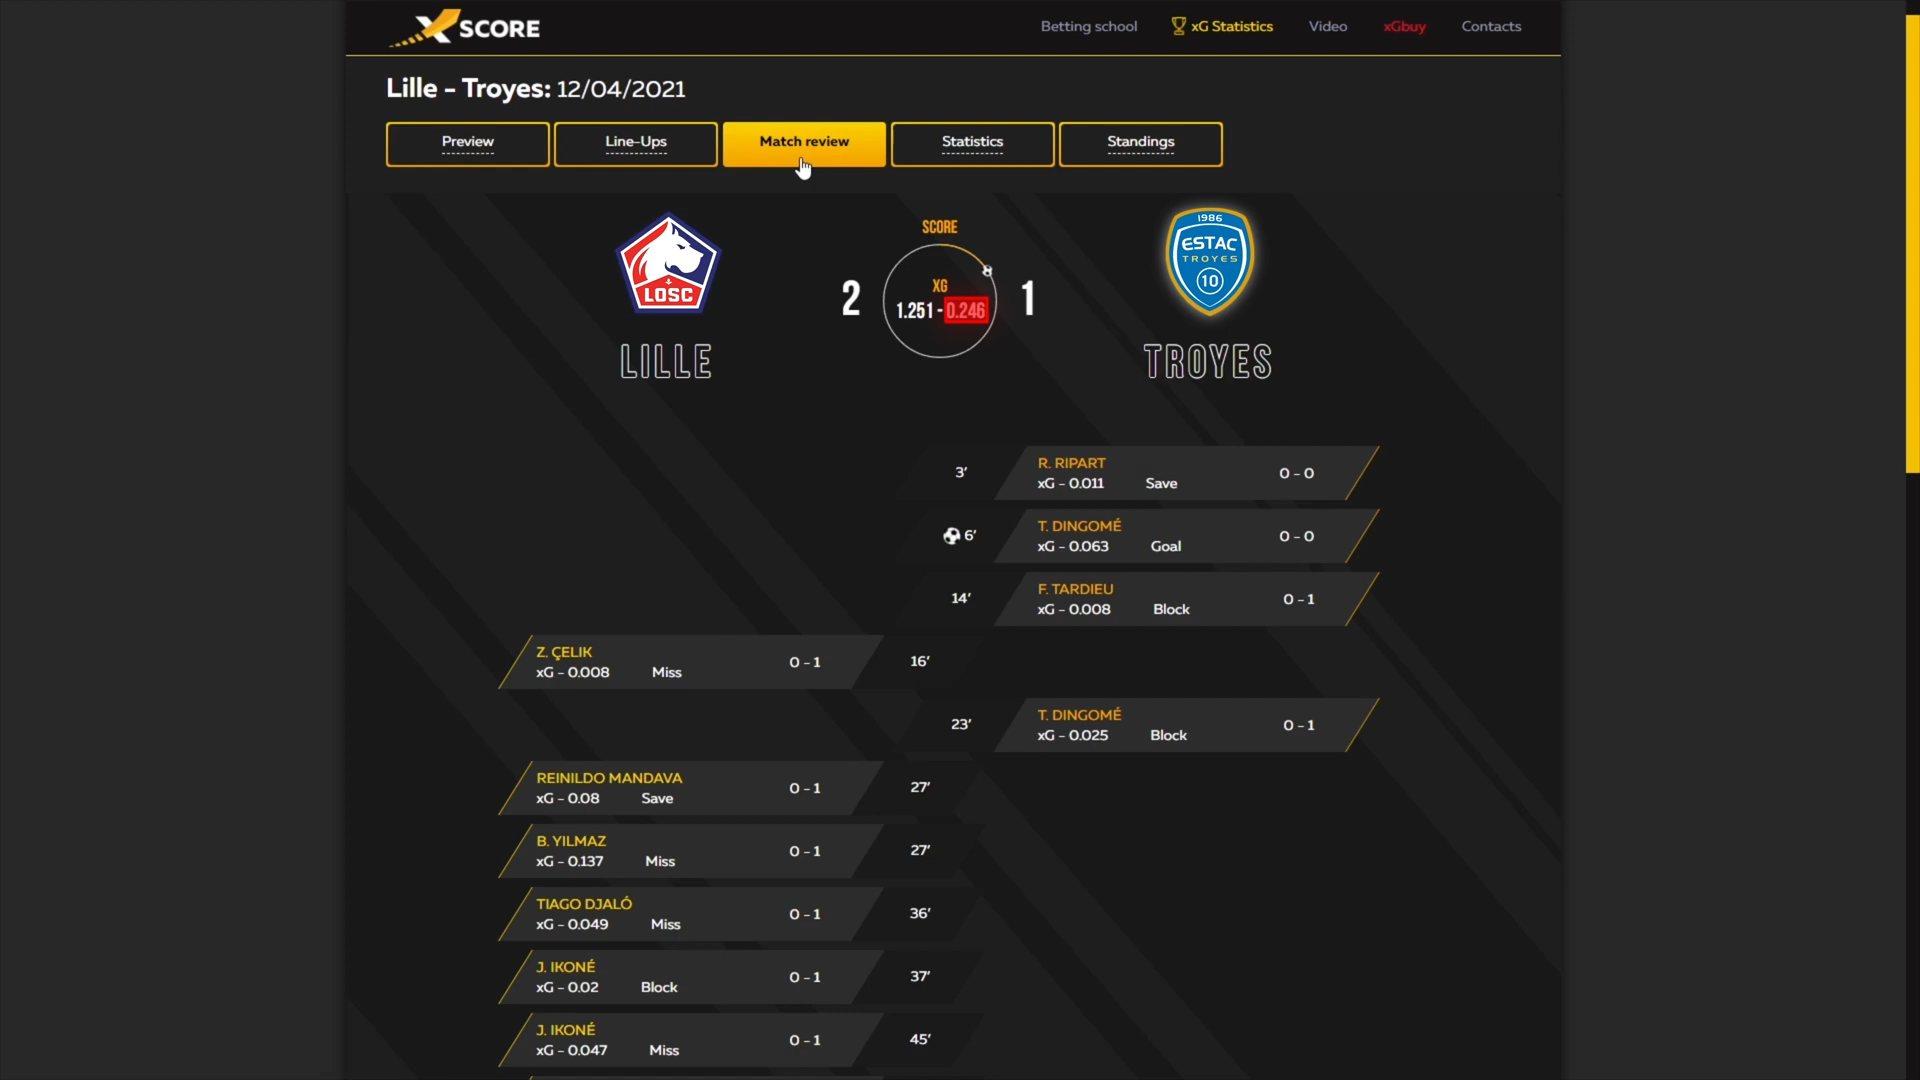 XSCORE
Betting school
xG Statistics
Video
xGbuy
Contacts
Lille - Troyes: 12/04/2021
Preview
Line-Ups
Match review
Statistics
Standings
SCORE
2
XG
1.251 - 0.246
1
LOSC
1986
ESTAC
TROYES
10
LILLE
TROYES
3′
R. RIPART
xG - 0.011 Save
0 - 0
6′
T. DINGOMÉ
xG - 0.063 Goal
0 - 0
14′
F. TARDIEU
xG - 0.008 Block
0 - 1
Z. ÇELIK
xG - 0.008 Miss
0 - 1
16′
23′
T. DINGOMÉ
xG - 0.025 Block
0 - 1
REINILDO MANDAVA
xG - 0.08 Save
0 - 1
27′
B. YILMAZ
xG - 0.137 Miss
0 - 1
27′
TIAGO DJALÓ
xG - 0.049 Miss
0 - 1
36′
J. IKONÉ
xG - 0.02 Block
0 - 1
37′
J. IKONÉ
xG - 0.047 Miss
0 - 1
45′